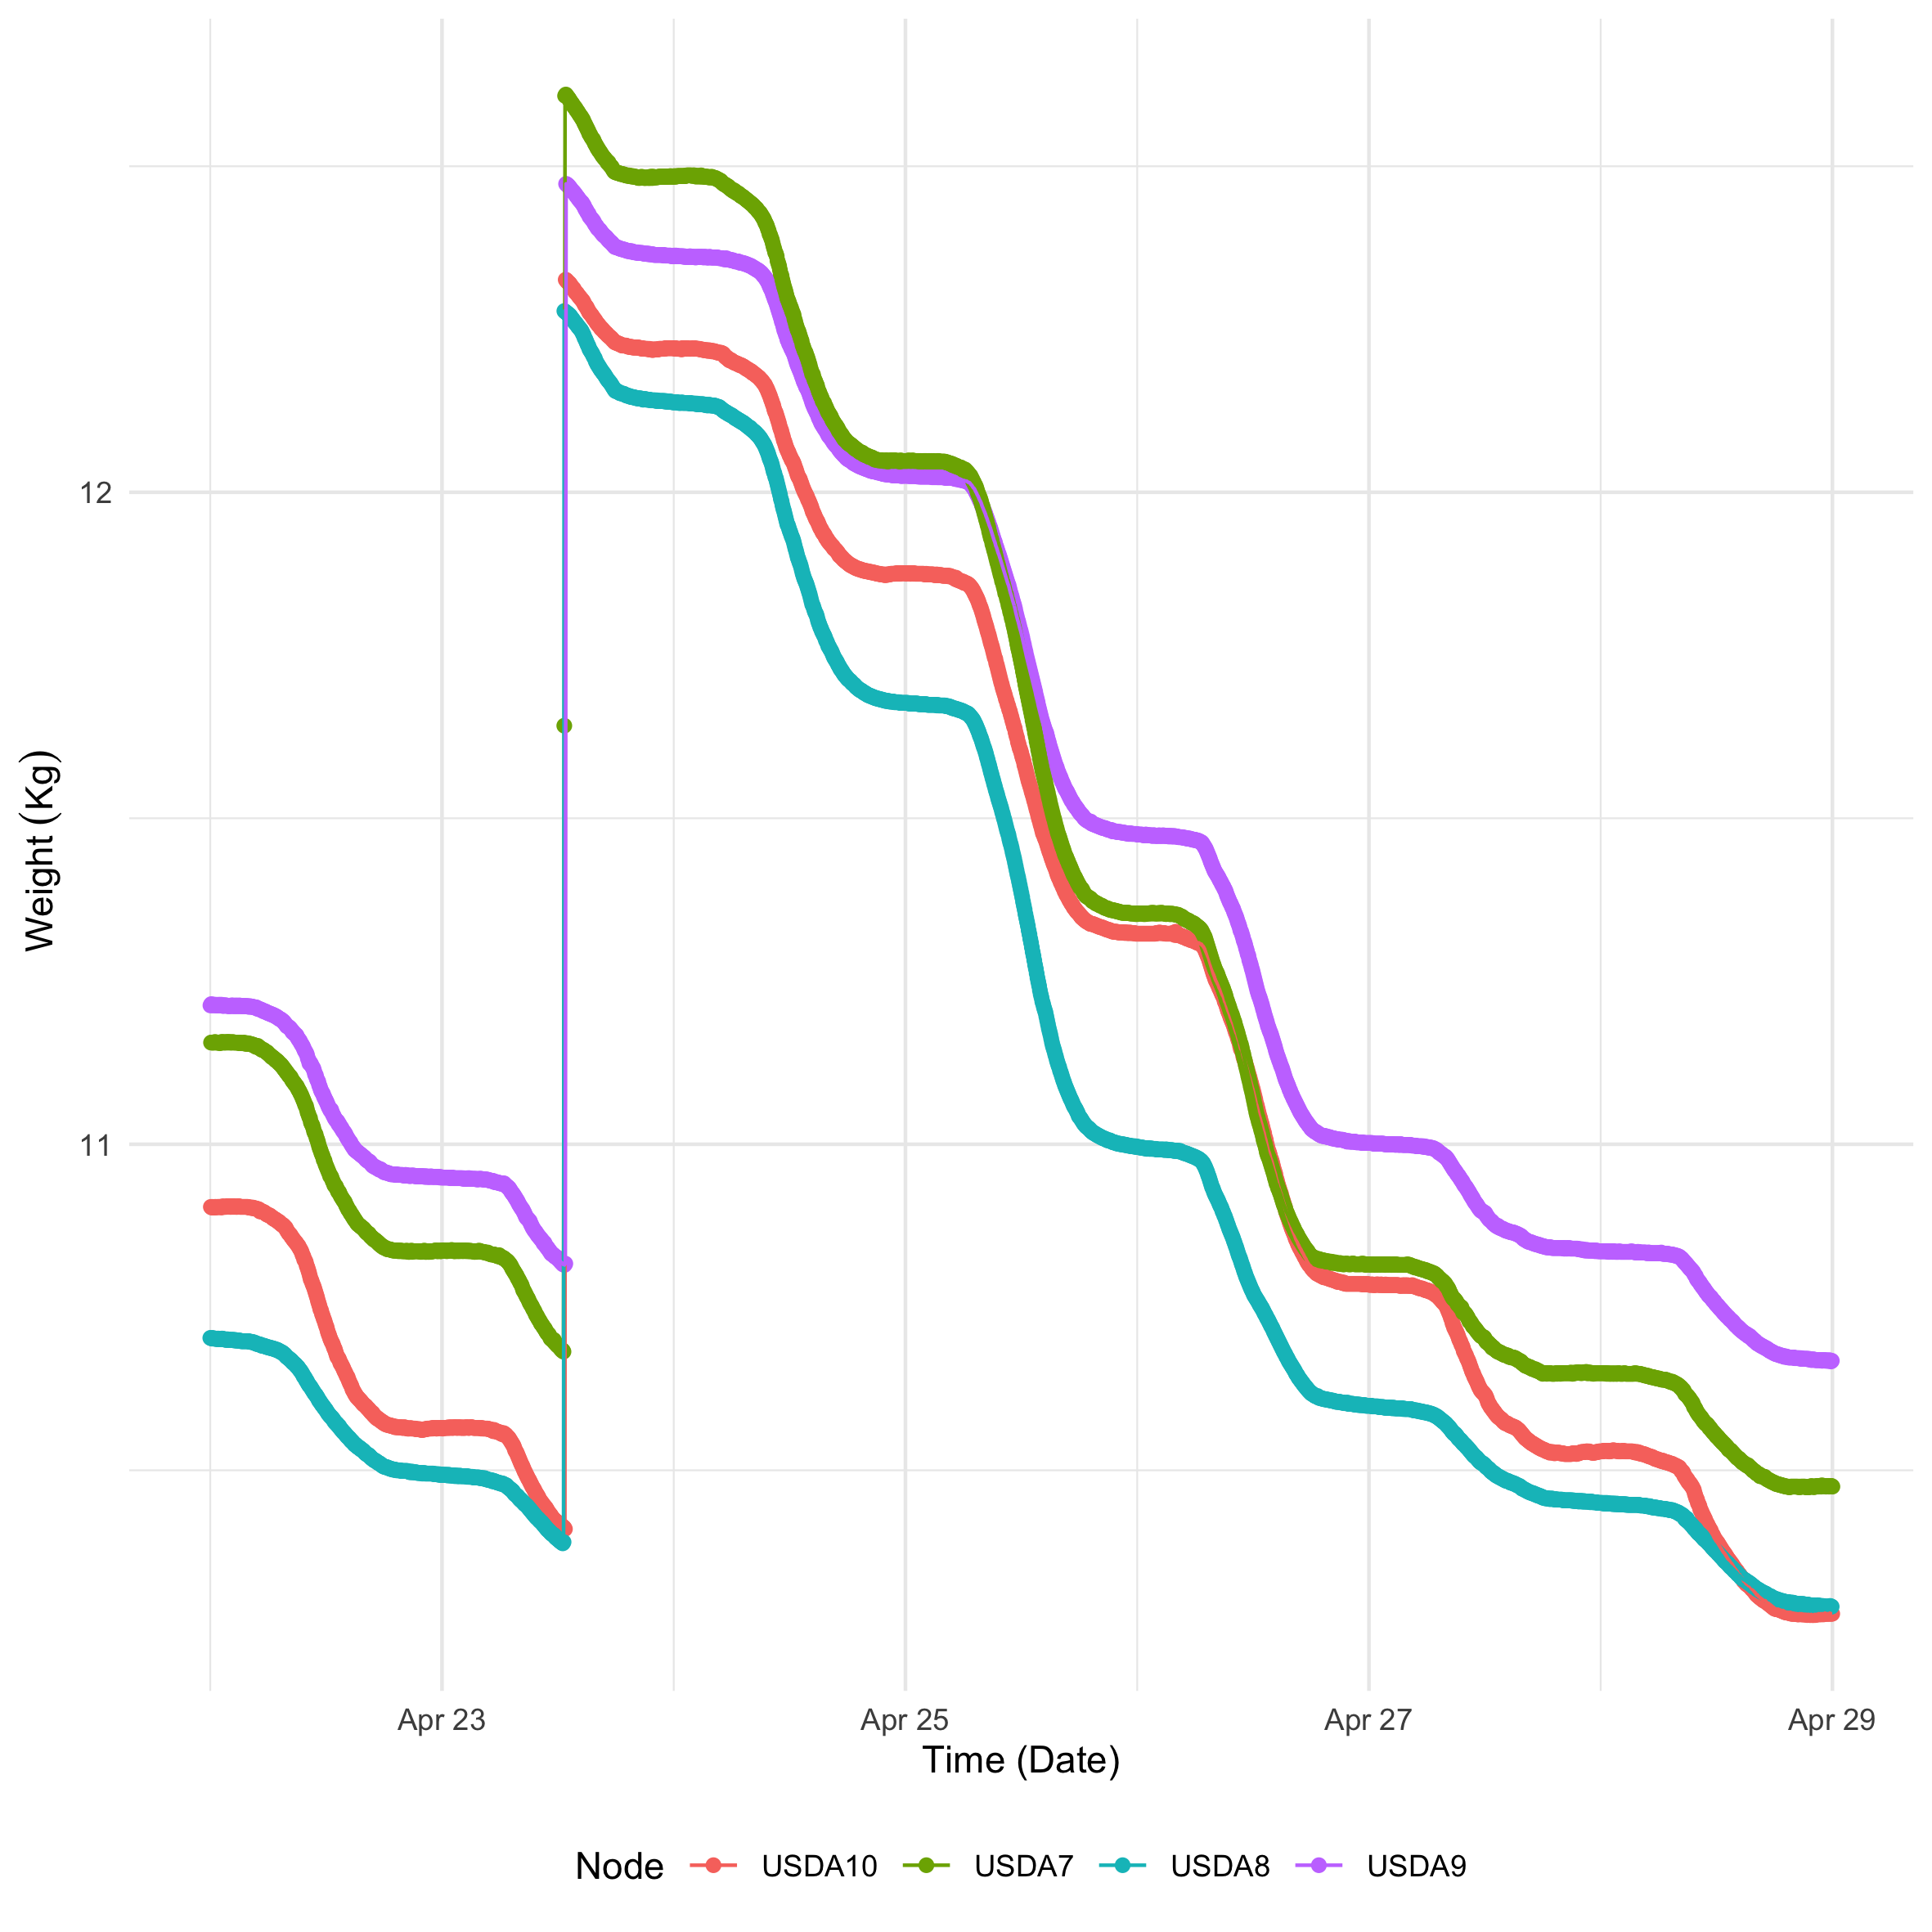 Weight (Kg)
12
11
Apr 23 Apr 25 Apr 27 Apr 29
Time (Date)
Node USDA10 USDA7 USDA8 USDA9